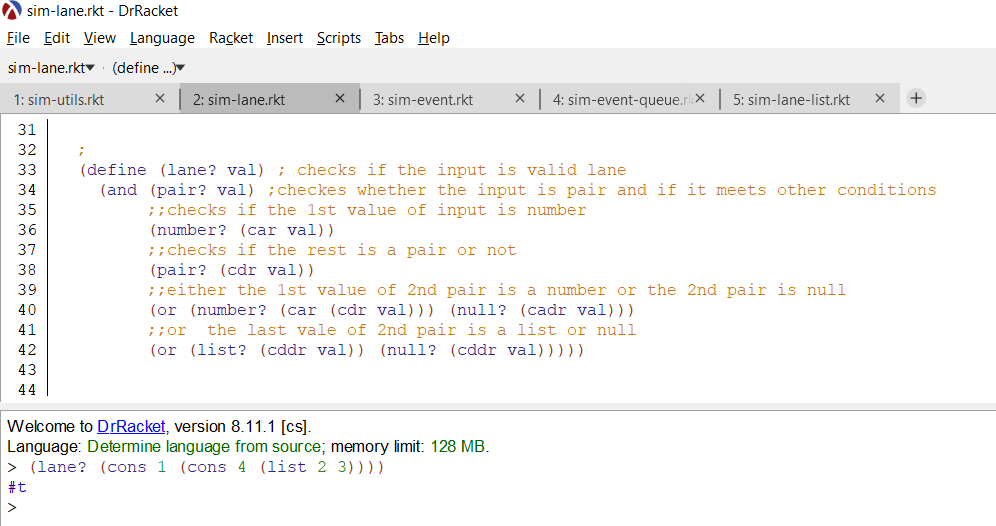 sim-lane.rkt - DrRacket
File Edit View Language Racket Insert Scripts Tabs Help
sim-lane.rkt▾ · (define ...)▾
1: sim-utils.rkt × 2: sim-lane.rkt × 3: sim-event.rkt × 4: sim-event-queue.rk × 5: sim-lane-list.rkt × +
31
32 ;
33 (define (lane? val) ; checks if the input is valid lane
34 (and (pair? val) ;checkes whether the input is pair and if it meets other conditions
35 ;;checks if the 1st value of input is number
36 (number? (car val))
37 ;;checks if the rest is a pair or not
38 (pair? (cdr val))
39 ;;either the 1st value of 2nd pair is a number or the 2nd pair is null
40 (or (number? (car (cdr val))) (null? (cadr val)))
41 ;;or  the last vale of 2nd pair is a list or null
42 (or (list? (cddr val)) (null? (cddr val)))))
43
44
Welcome to DrRacket, version 8.11.1 [cs].
Language: Determine language from source; memory limit: 128 MB.
> (lane? (cons 1 (cons 4 (list 2 3))))
#t
>